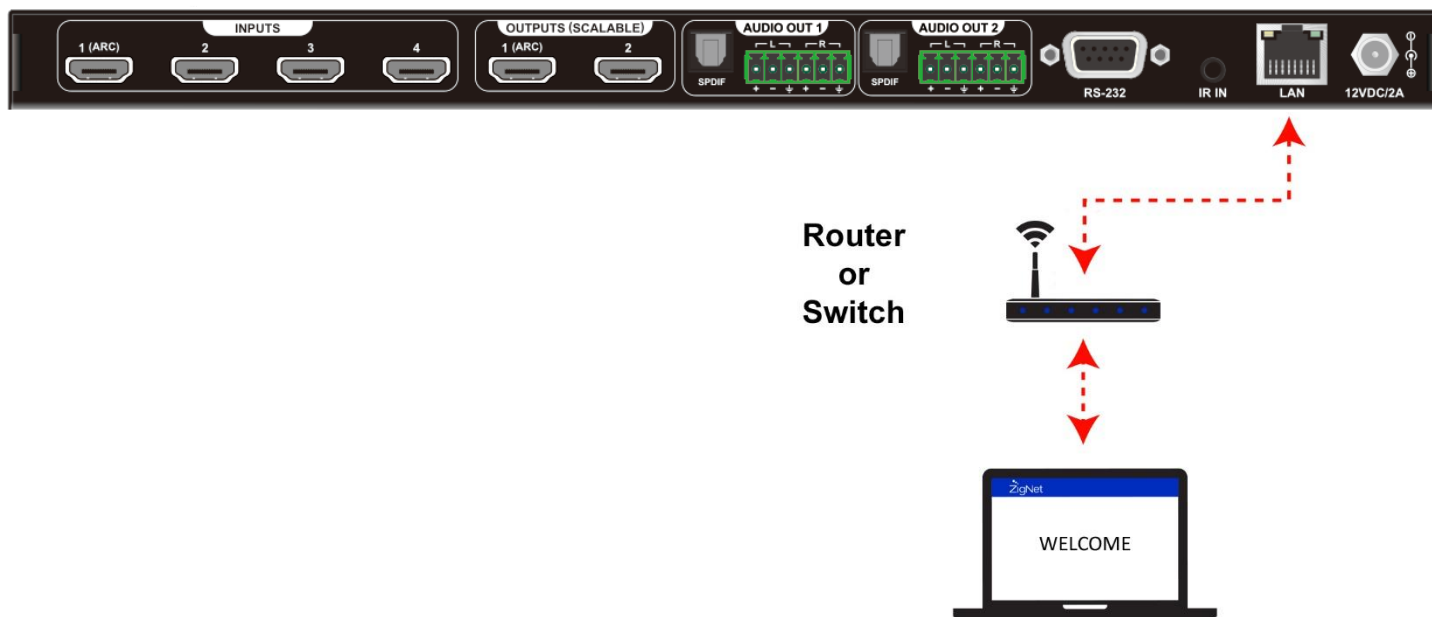 INPUTS
1 (ARC) 2 3 4
OUTPUTS (SCALABLE)
1 (ARC) 2
AUDIO OUT 1
L R
SPDIF
+ − + −
AUDIO OUT 2
L R
SPDIF
+ − + −
RS-232
IR IN
LAN
12VDC/2A
Router
or
Switch
ZigNet
WELCOME